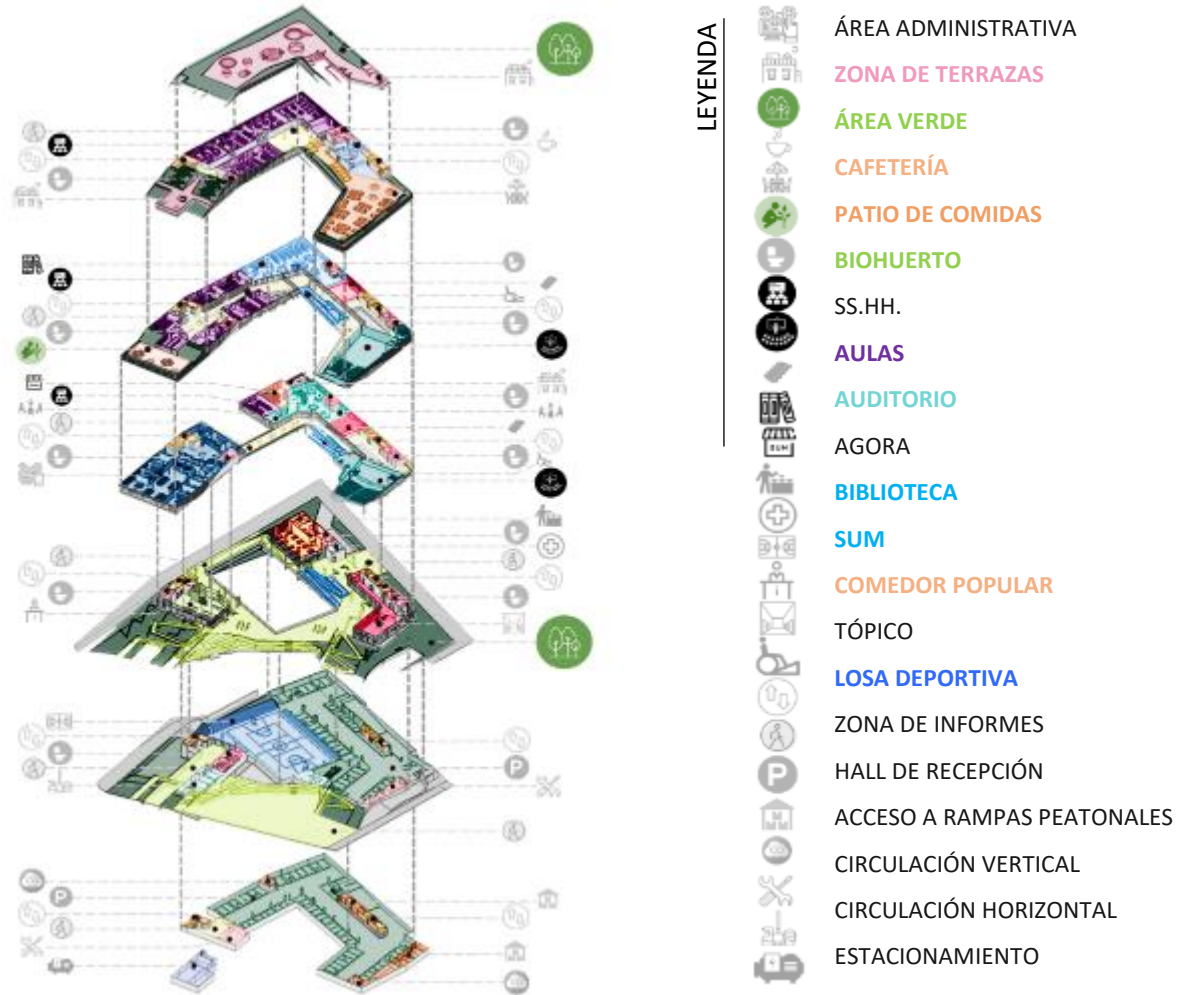 LEYENDA
ÁREA ADMINISTRATIVA
ZONA DE TERRAZAS
ÁREA VERDE
CAFETERÍA
PATIO DE COMIDAS
BIOHUERTO
SS.HH.
AULAS
AUDITORIO
AGORA
BIBLIOTECA
SUM
COMEDOR POPULAR
TÓPICO
LOSA DEPORTIVA
ZONA DE INFORMES
HALL DE RECEPCIÓN
ACCESO A RAMPAS PEATONALES
CIRCULACIÓN VERTICAL
CIRCULACIÓN HORIZONTAL
ESTACIONAMIENTO
SUM
P
P
P